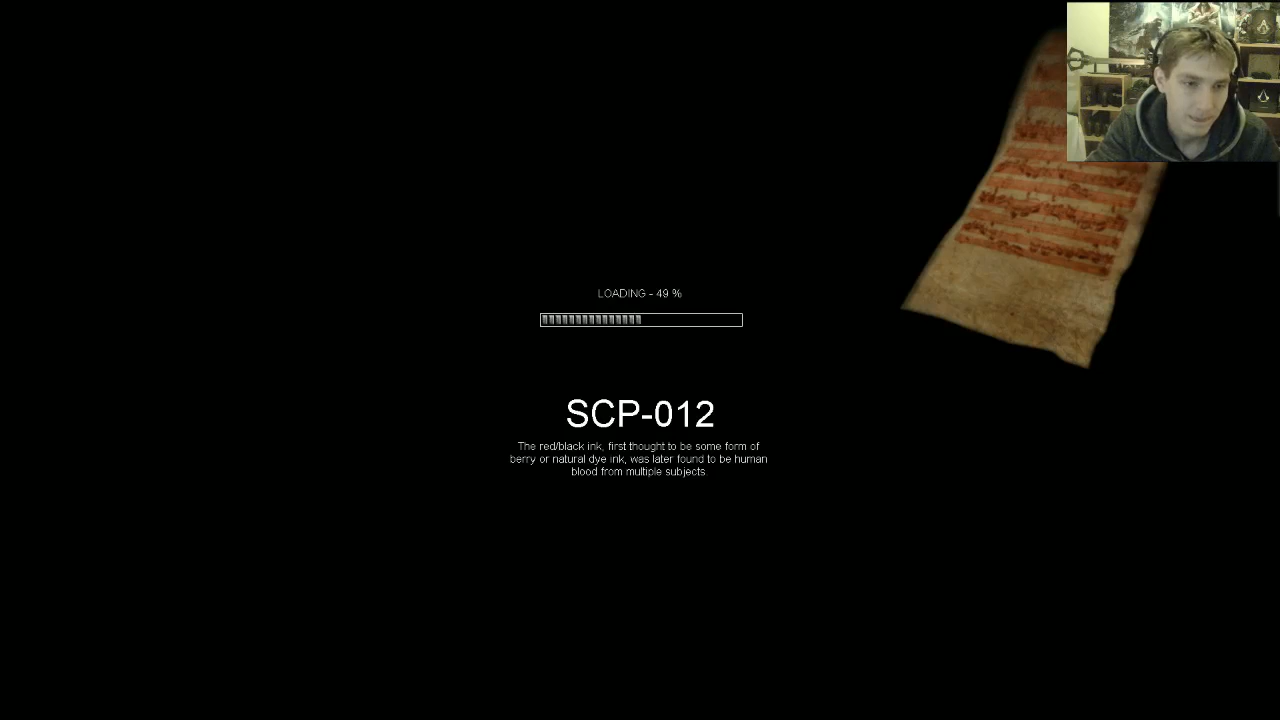 LOADING - 49 %
SCP-012
The red/black ink, first thought to be some form of
berry or natural dye ink, was later found to be human
blood from multiple subjects.